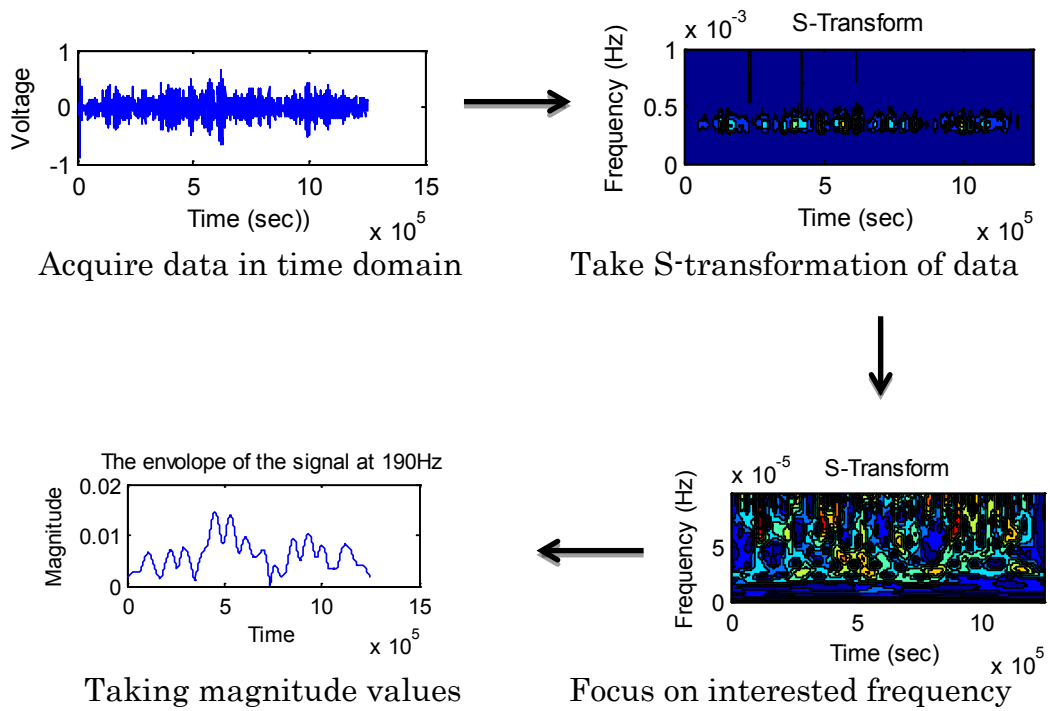 1
0
-1
Voltage
0
5
10
15
Time (sec))
x 10^5
Acquire data in time domain
x 10^-3
S-Transform
1
0.5
0
Frequency (Hz)
0
5
10
Time (sec)
x 10^5
Take S-transformation of data
The envolope of the signal at 190Hz
0.02
0.01
0
Magnitude
0
5
10
15
Time
x 10^5
Taking magnitude values
x 10^-5
S-Transform
5
0
Frequency (Hz)
0
5
10
Time (sec)
x 10^5
Focus on interested frequency